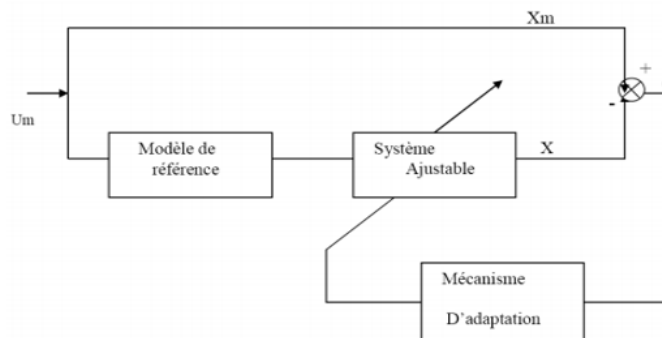 Xm
+
-
Um
Modèle de
référence
Système
Ajustable
X
Mécanisme
D'adaptation